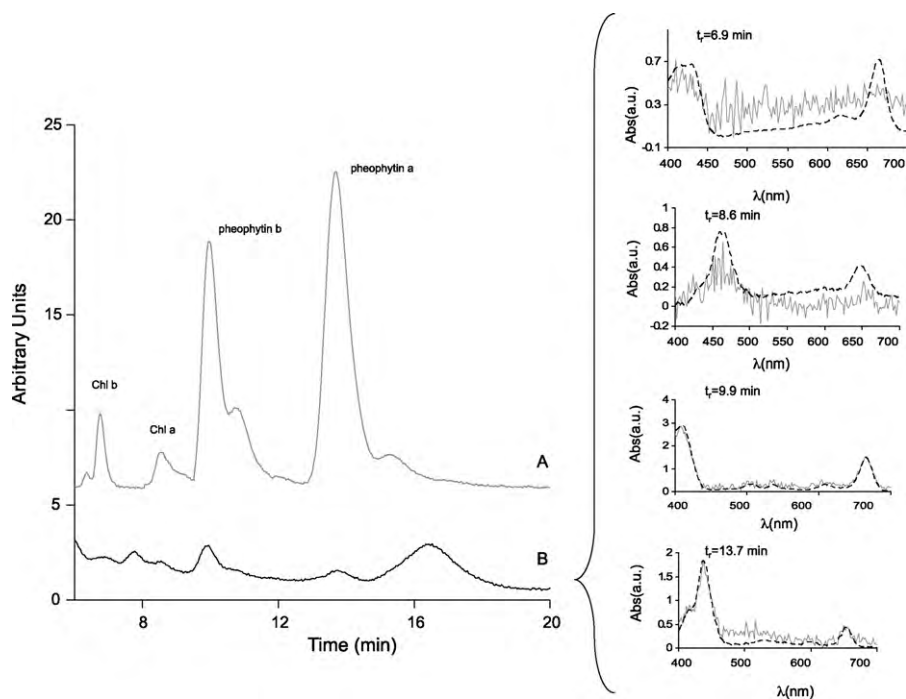 25
20
15
10
5
0
Arbitrary Units
Chl b
Chl a
pheophytin b
pheophytin a
A
B
8 12 16 20
Time (min)
tr=6.9 min
0.7
0.3
-0.1
Abs(a.u.)
400 450 500 550 600 650 700
λ(nm)
tr=8.6 min
1
0.8
0.6
0.4
0.2
0
-0.2
Abs(a.u.)
400 450 500 550 600 650 700
λ(nm)
tr=9.9 min
4
3
2
1
0
Abs(a.u.)
400 500 600 700
λ(nm)
tr=13.7 min
2
1.5
1
0.5
0
Abs(a.u.)
400 500 600 700
λ(nm)